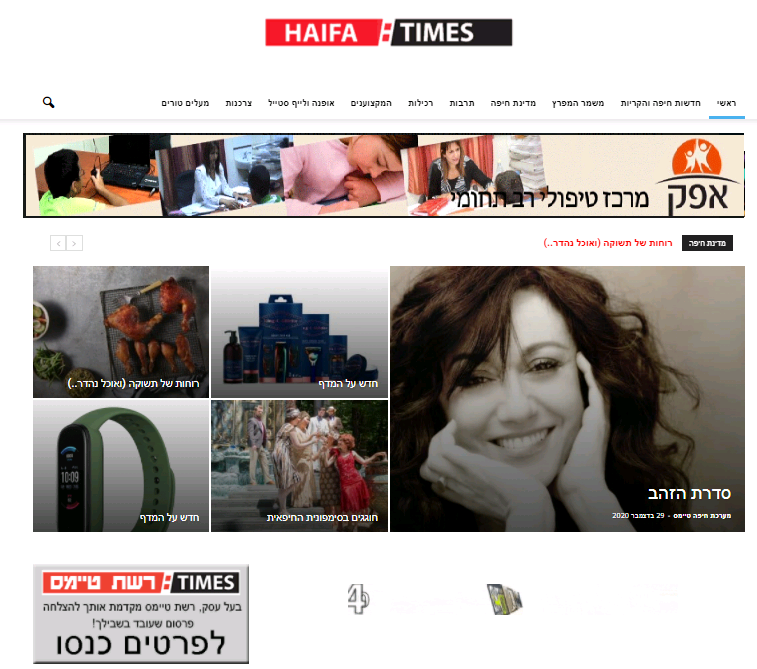 HAIFA:TIMES
ראשי
חדשות חיפה והקריות
משמר המפרץ
מדינת חיפה
תרבות
רכילות
המקצוענים
אופנה ולייף סטייל
צרכנות
מעלים טורים
אפק
מרכז טיפולי רב תחומי
מדינת חיפה
רוחות של תשוקה (ואוכל נהדר..)
סדרת הזהב
מערכת חיפה טיימס - 29 בדצמבר 2020
חדש על המדף
רוחות של תשוקה (ואוכל נהדר..)
חוגגים בסימפונית החיפאית
10:09
חדש על המדף
רשת טיימס :TIMES
בעל עסק, רשת טיימס מקדמת אותך להצלחה
פרסום שעובד בשבילך!
לפרטים כנסו
4